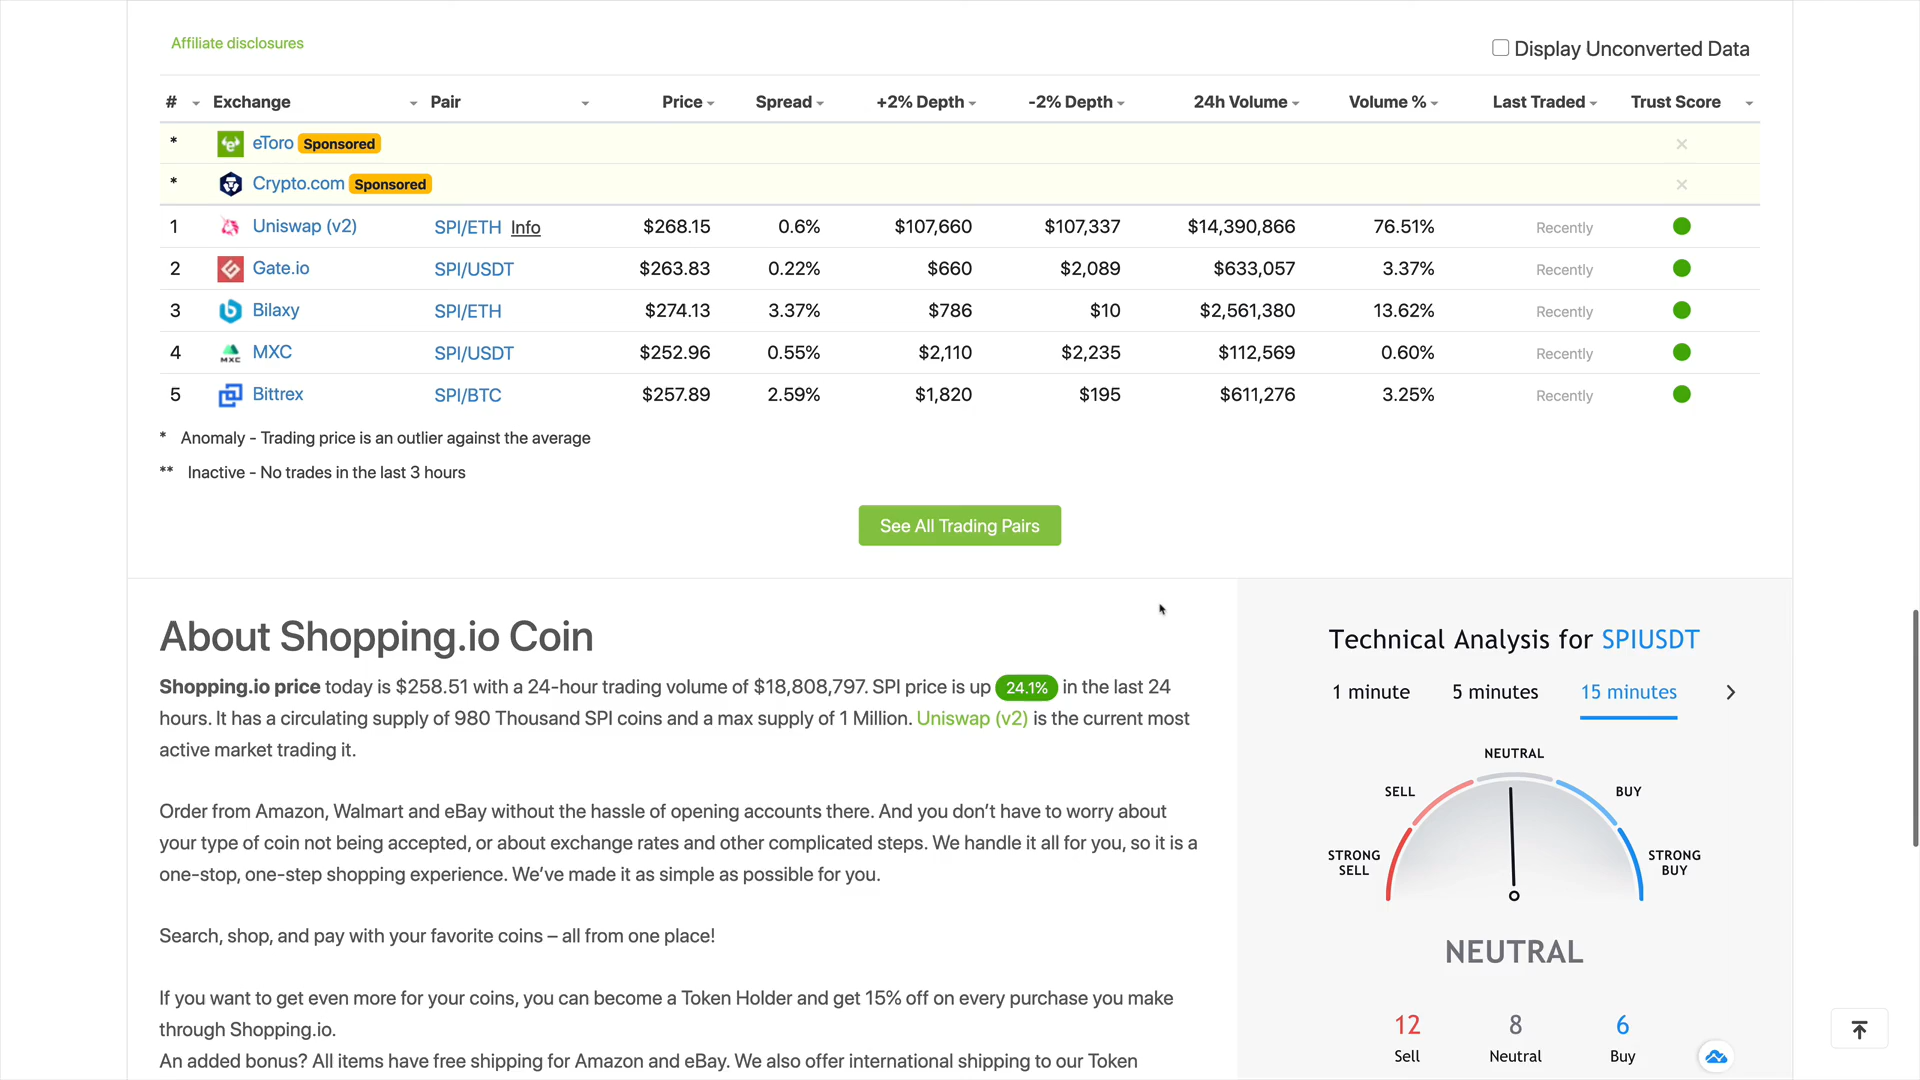 Affiliate disclosures
Display Unconverted Data
# Exchange Pair Price Spread +2% Depth -2% Depth 24h Volume Volume % Last Traded Trust Score
* eToro Sponsored ×
* Crypto.com Sponsored ×
1 Uniswap (v2) SPI/ETH Info $268.15 0.6% $107,660 $107,337 $14,390,866 76.51% Recently
2 Gate.io SPI/USDT $263.83 0.22% $660 $2,089 $633,057 3.37% Recently
3 Bilaxy SPI/ETH $274.13 3.37% $786 $10 $2,561,380 13.62% Recently
4 MXC MXC SPI/USDT $252.96 0.55% $2,110 $2,235 $112,569 0.60% Recently
5 Bittrex SPI/BTC $257.89 2.59% $1,820 $195 $611,276 3.25% Recently
* Anomaly - Trading price is an outlier against the average
** Inactive - No trades in the last 3 hours
See All Trading Pairs
About Shopping.io Coin
Shopping.io price today is $258.51 with a 24-hour trading volume of $18,808,797. SPI price is up 24.1% in the last 24
hours. It has a circulating supply of 980 Thousand SPI coins and a max supply of 1 Million. Uniswap (v2) is the current most
active market trading it.
Order from Amazon, Walmart and eBay without the hassle of opening accounts there. And you don’t have to worry about
your type of coin not being accepted, or about exchange rates and other complicated steps. We handle it all for you, so it is a
one-stop, one-step shopping experience. We’ve made it as simple as possible for you.
Search, shop, and pay with your favorite coins – all from one place!
If you want to get even more for your coins, you can become a Token Holder and get 15% off on every purchase you make
through Shopping.io.
An added bonus? All items have free shipping for Amazon and eBay. We also offer international shipping to our Token
Technical Analysis for SPIUSDT
1 minute 5 minutes 15 minutes
NEUTRAL
SELL BUY
STRONG SELL STRONG BUY
NEUTRAL
12 8 6
Sell Neutral Buy